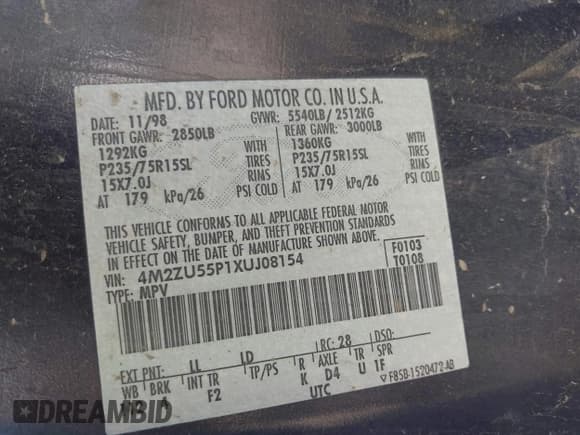 MFD. BY FORD MOTOR CO. IN U.S.A.
DATE: 11/98 GVWR: 5540LB/ 2512KG
FRONT GAWR: 2850LB REAR GAWR: 3000LB
1292KG WITH 1360KG WITH
P235/75R15SL TIRES P235/75R15SL TIRES
15X7.0J RIMS 15X7.0J RIMS
AT 179 kPa/26 PSI COLD AT 179 kPa/26 PSI COLD
THIS VEHICLE CONFORMS TO ALL APPLICABLE FEDERAL MOTOR
VEHICLE SAFETY, BUMPER, AND THEFT PREVENTION STANDARDS
IN EFFECT ON THE DATE OF MANUFACTURE SHOWN ABOVE.
VIN: 4M2ZU55P1XUJ08154 F0103
TYPE: MPV T0108
EXT PNT: LL LD RC: 28 DSO:
WB BRK INT TR TP/PS R AXLE TR SPR
F2 K D4 U 1F
UTC ▽F85B-1520472-AB
DREAMBID